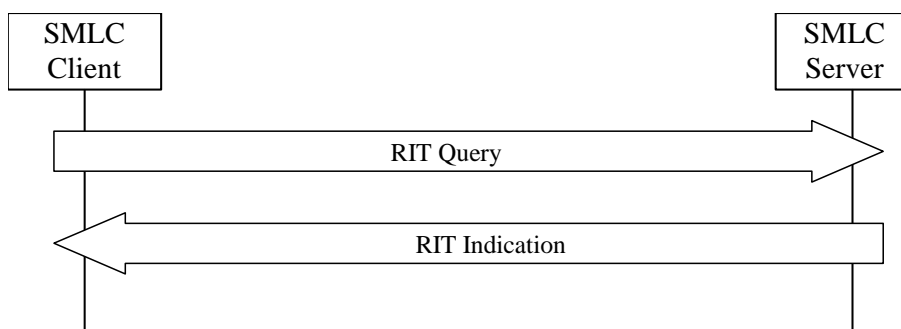 SMLC
Client
SMLC
Server
RIT Query
RIT Indication